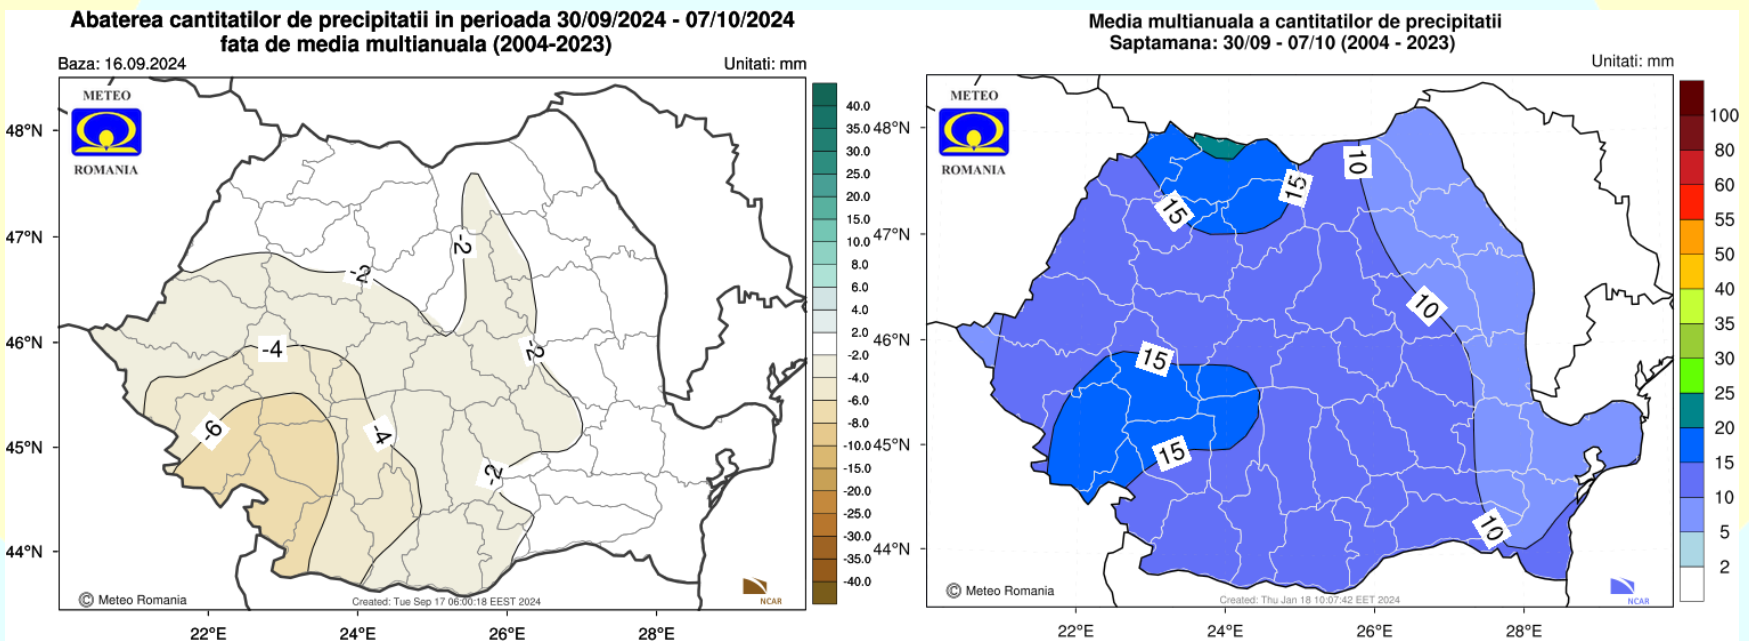 Abaterea cantitatilor de precipitatii in perioada 30/09/2024 - 07/10/2024
fata de media multianuala (2004-2023)
Baza: 16.09.2024
Unitati: mm
METEO
ROMANIA
48°N
47°N
46°N
45°N
44°N
22°E
24°E
26°E
28°E
-2
-2
-4
-2
-6
-4
-2
40.0
35.0
30.0
25.0
20.0
15.0
10.0
8.0
6.0
4.0
2.0
-2.0
-4.0
-6.0
-8.0
-10.0
-15.0
-20.0
-25.0
-30.0
-35.0
-40.0
© Meteo Romania
Created: Tue Sep 17 06:00:18 EEST 2024
NCAR
Media multianuala a cantitatilor de precipitatii
Saptamana: 30/09 - 07/10 (2004 - 2023)
Unitati: mm
METEO
ROMANIA
48°N
47°N
46°N
45°N
44°N
22°E
24°E
26°E
28°E
10
15
15
10
15
15
10
100
80
60
55
50
40
35
30
25
20
15
10
5
2
© Meteo Romania
Created: Thu Jan 18 10:07:42 EET 2024
NCAR